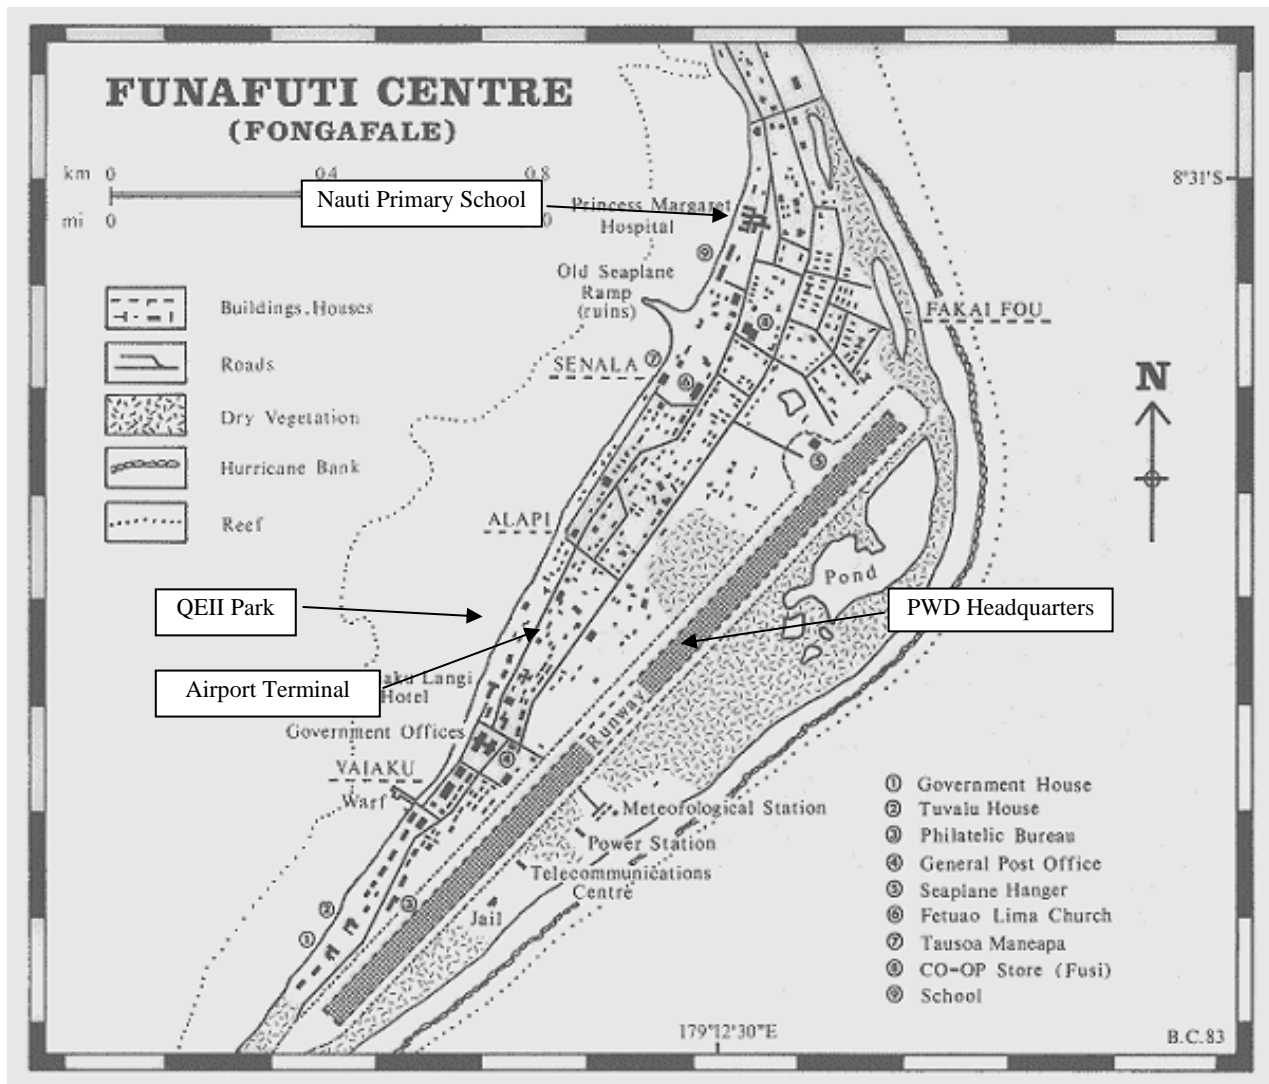 FUNAFUTI CENTRE
(FONGAFALE)
km 0 0.4 0.8
mi 0
Nauti Primary School
Princess Margaret
Hospital
8°31'S
Old Seaplane
Ramp
(ruins)
Buildings, Houses
FAKAI FOU
SENALA
Roads
N
Dry Vegetation
Hurricane Bank
ALAPI
Reef
Pond
QEII Park
PWD Headquarters
Airport Terminal
Langi
Hotel
Runway
Government Offices
VAIAKU
Warf
Meteorological Station
Power Station
Telecommunications
Centre
Jail
① Government House
② Tuvalu House
③ Philatelic Bureau
④ General Post Office
⑤ Seaplane Hanger
⑥ Fetuao Lima Church
⑦ Tausoa Maneapa
⑧ CO-OP Store (Fusi)
⑨ School
179°12'30"E
B.C.83